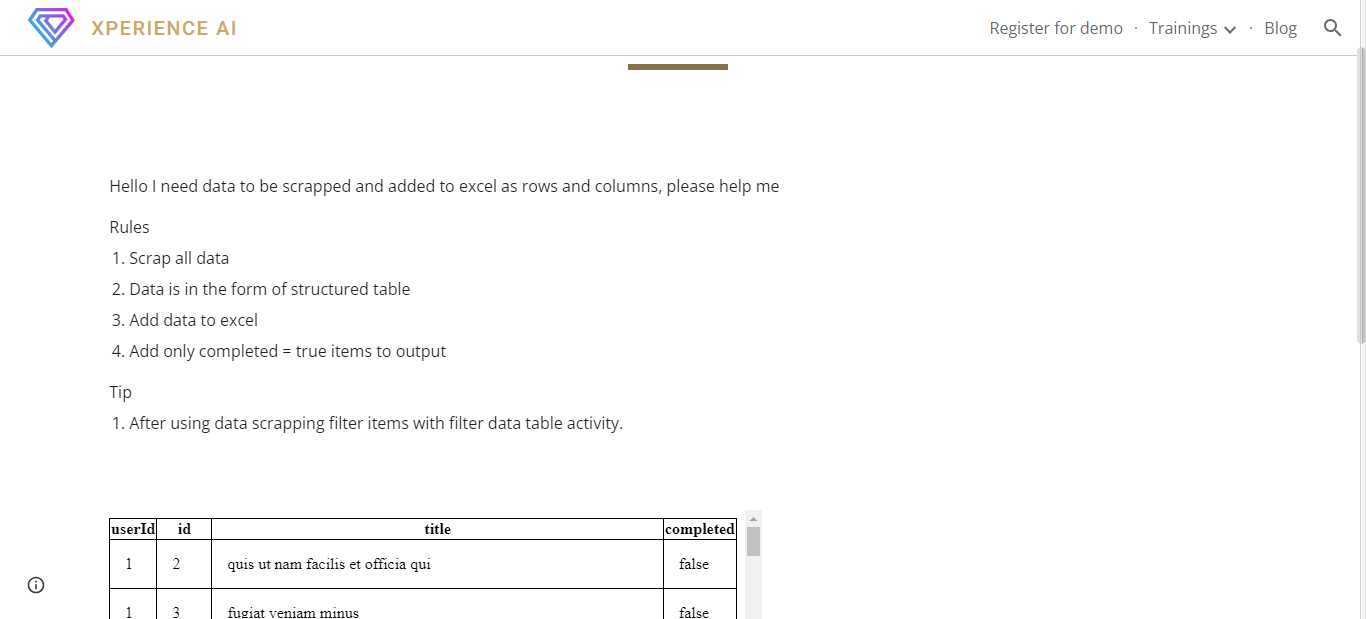 XPERIENCE AI
Register for demo · Trainings · Blog
Hello I need data to be scrapped and added to excel as rows and columns, please help me
Rules
1. Scrap all data
2. Data is in the form of structured table
3. Add data to excel
4. Add only completed = true items to output
Tip
1. After using data scrapping filter items with filter data table activity.
userId id title completed
1 2 quis ut nam facilis et officia qui false
1 3 fugiat veniam minus false